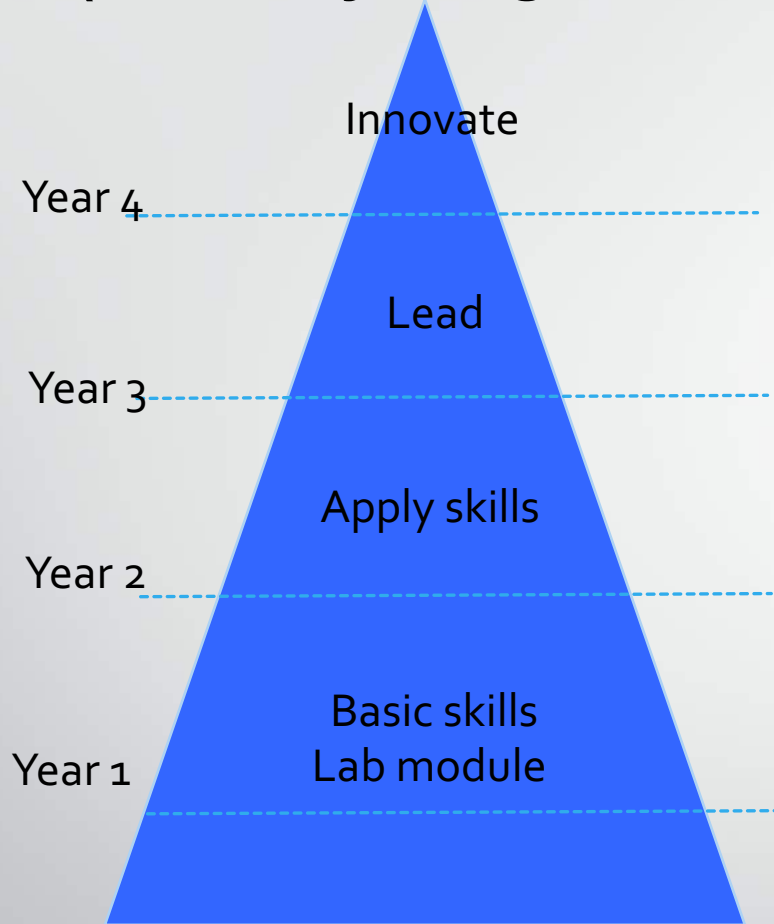 Innovate
Year 4
Lead
Year 3
Apply skills
Year 2
Basic skills
Lab module
Year 1